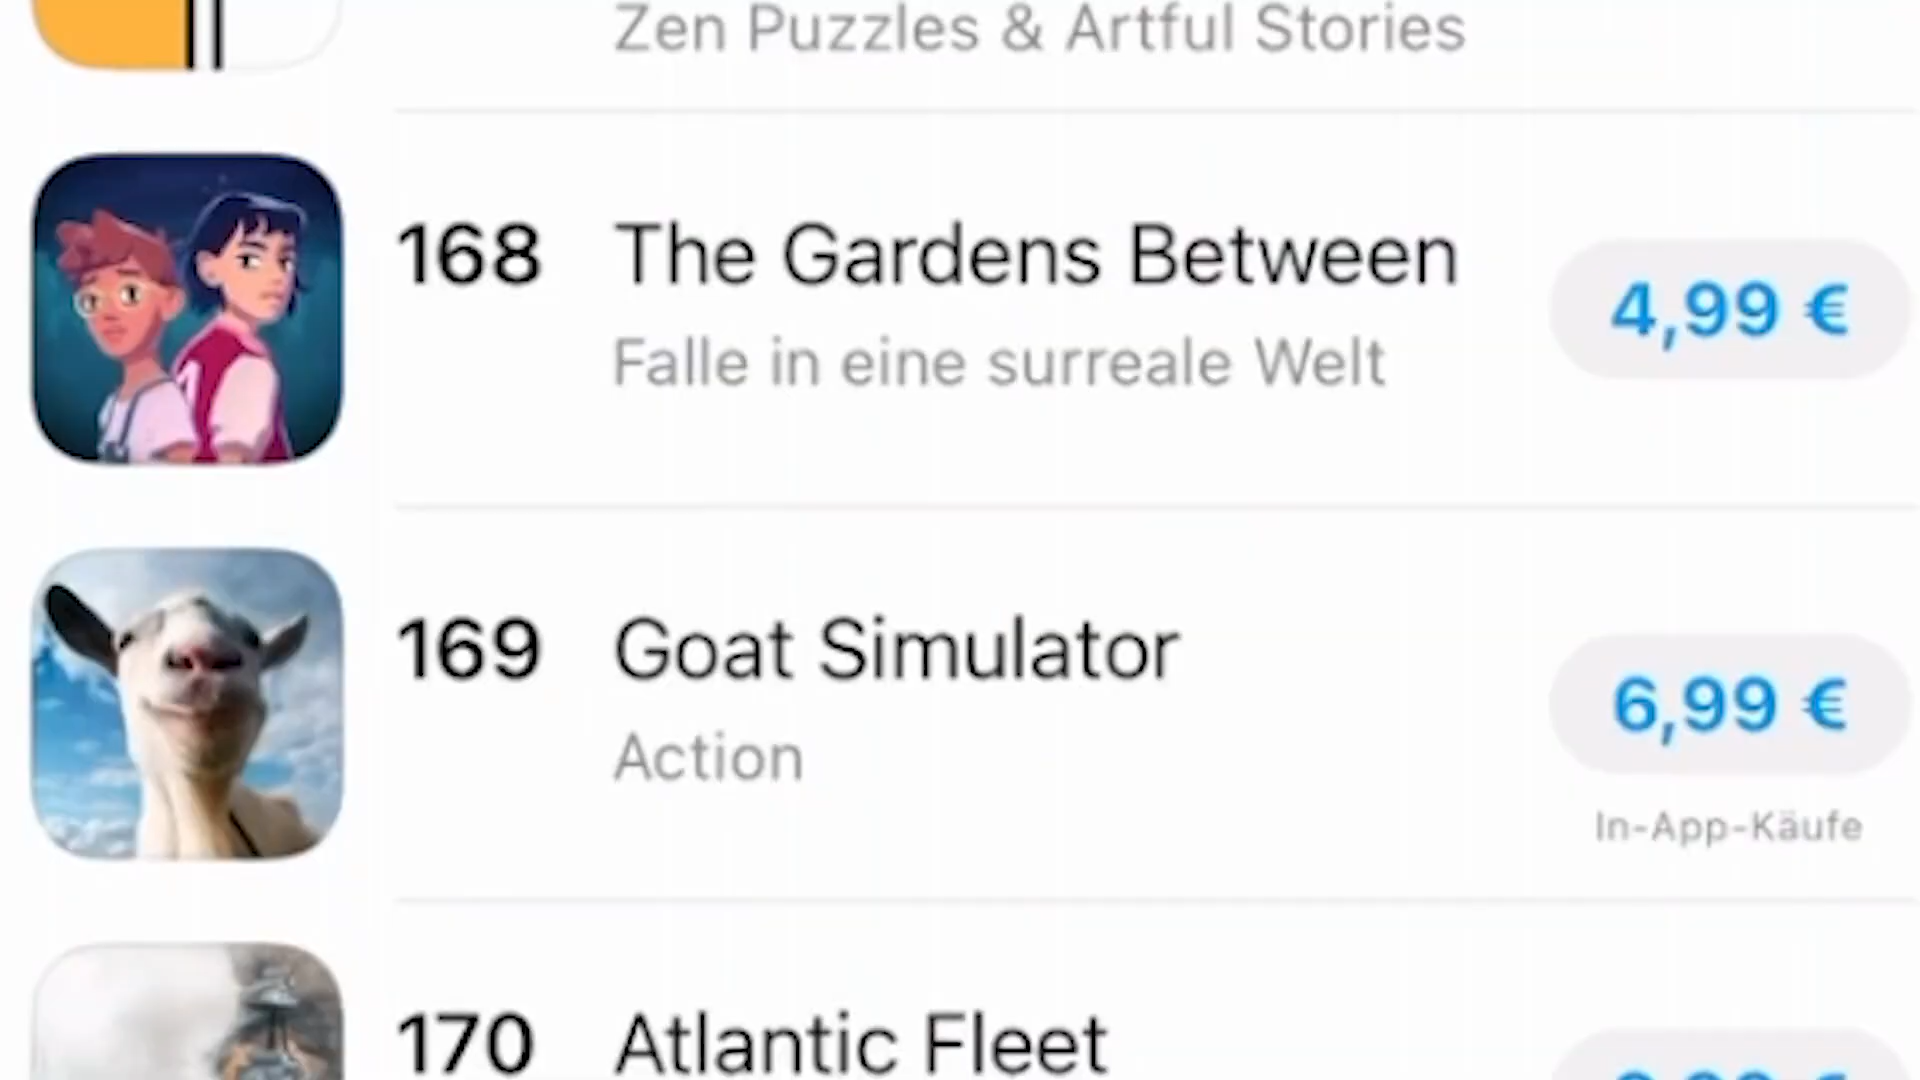 Zen Puzzles & Artful Stories
168 The Gardens Between
4,99 €
Falle in eine surreale Welt
169 Goat Simulator
6,99 €
Action
In-App-Käufe
170 Atlantic Fleet